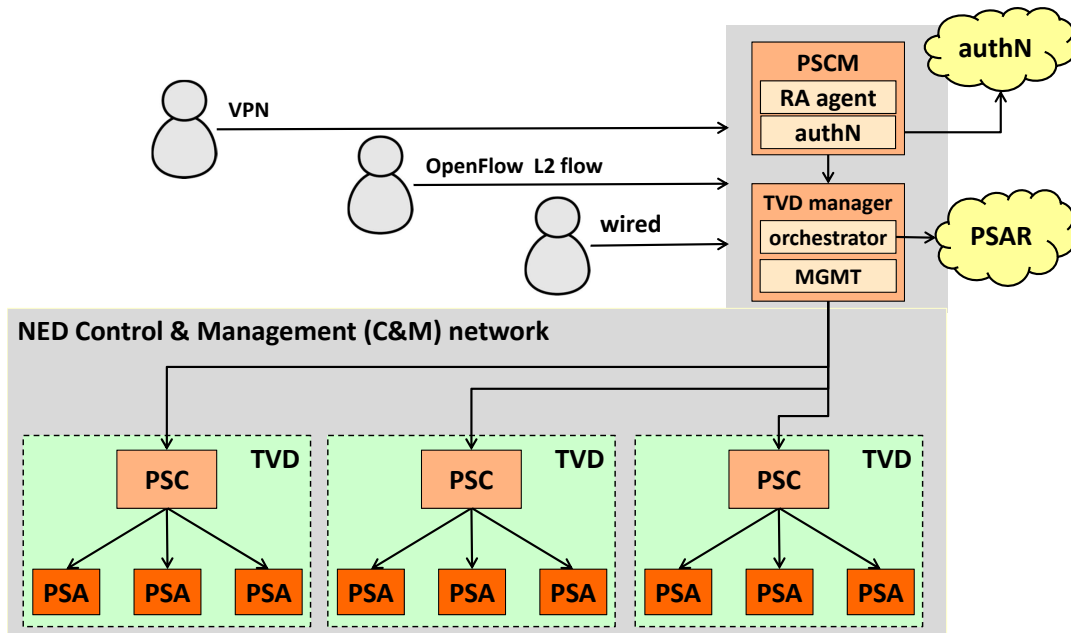 PSCM
RA agent
authN
authN
VPN
OpenFlow L2 flow
TVD manager
wired
orchestrator
PSAR
MGMT
NED Control & Management (C&M) network
TVD
TVD
TVD
PSC
PSC
PSC
PSA
PSA
PSA
PSA
PSA
PSA
PSA
PSA
PSA